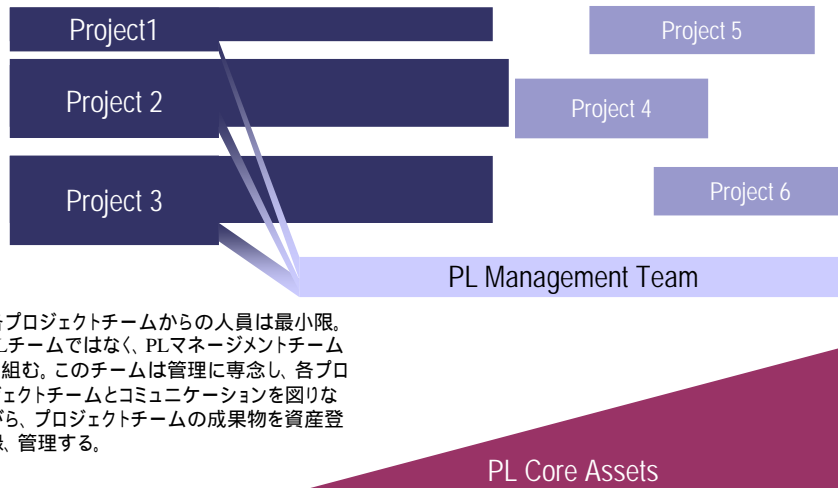 Project1
Project 5
Project 2
Project 4
Project 3
Project 6
PL Management Team
各プロジェクトチームからの人員は最小限。
PLチームではなく、PLマネージメントチーム
を組む。このチームは管理に専念し、各プロ
ジェクトチームとコミュニケーションを図りな
がら、プロジェクトチームの成果物を資産登
録、管理する。
PL Core Assets